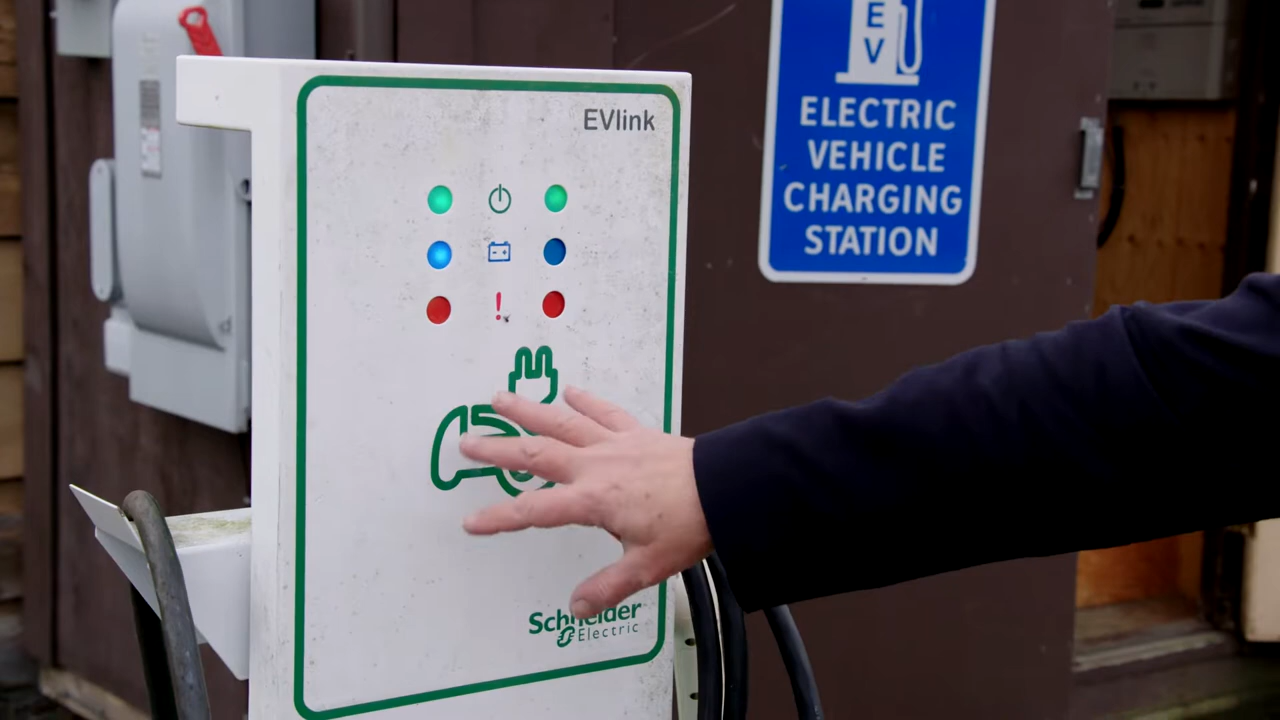 EVlink
EV
ELECTRIC
VEHICLE
CHARGING
STATION
Schneider
Electric